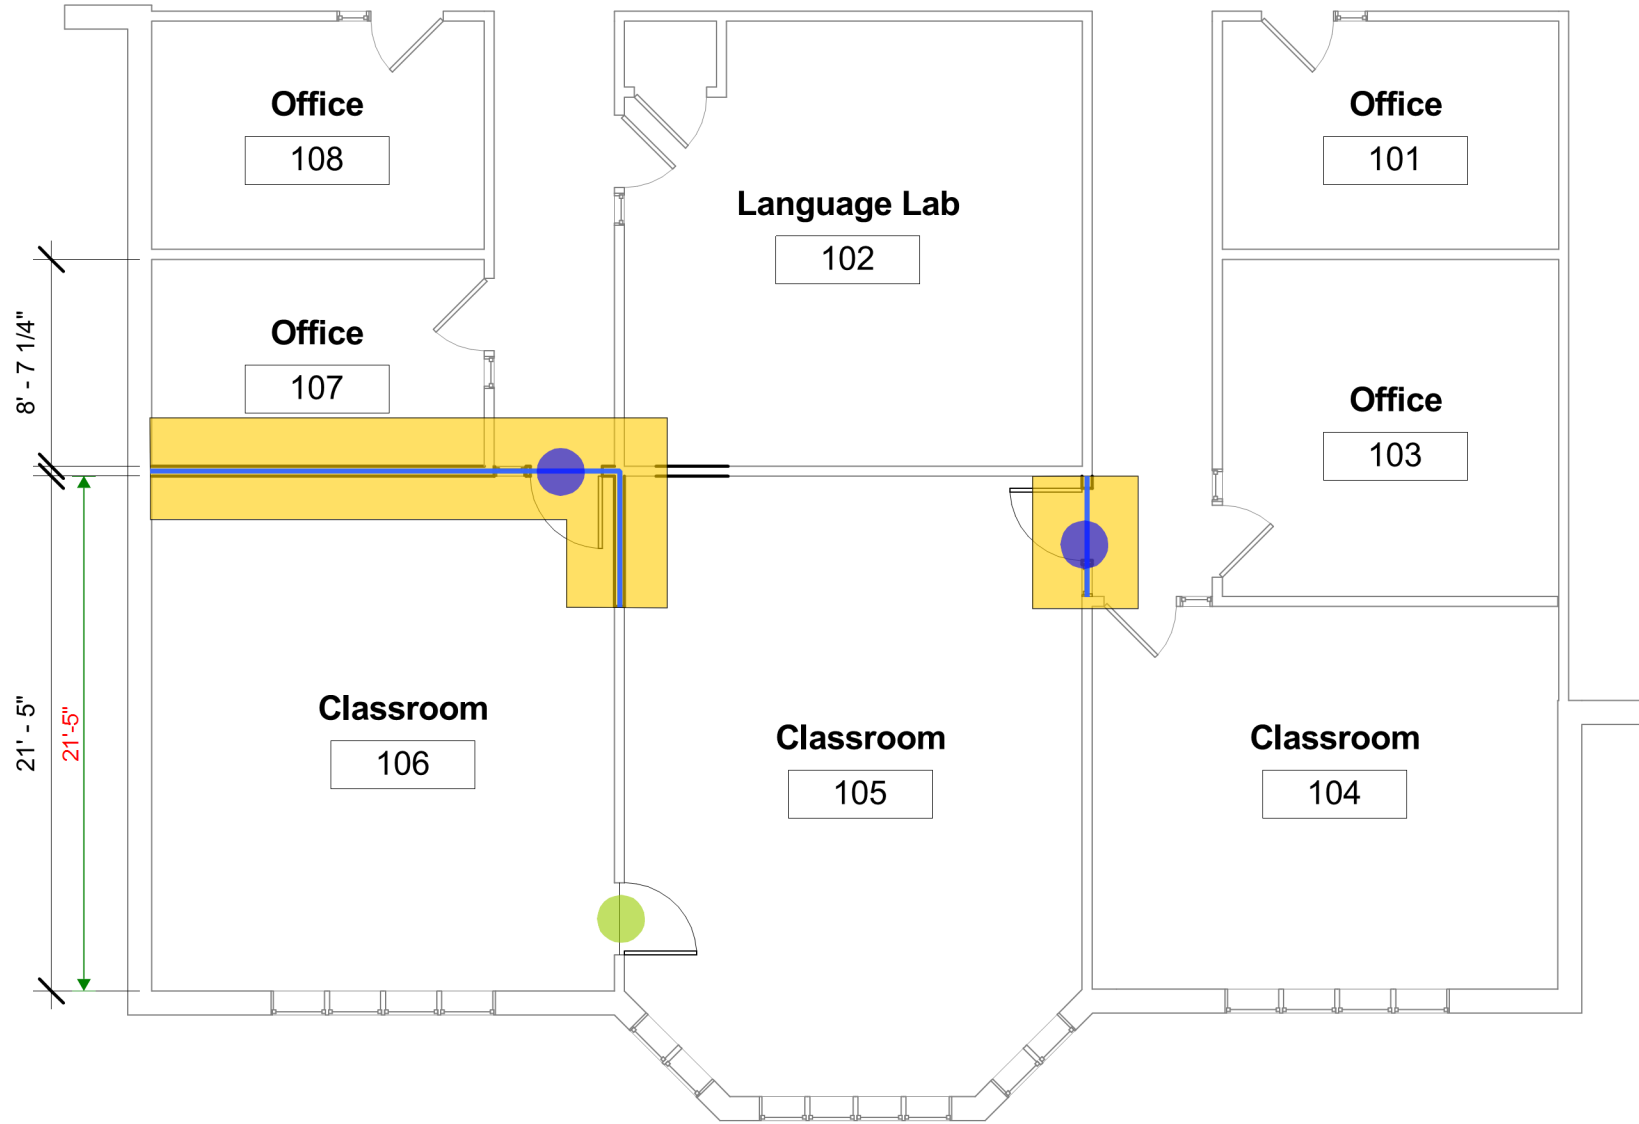 Office
108
Office
101
Language Lab
102
8' - 7 1/4"
Office
107
Office
103
21' - 5"
21'-5"
Classroom
106
Classroom
105
Classroom
104